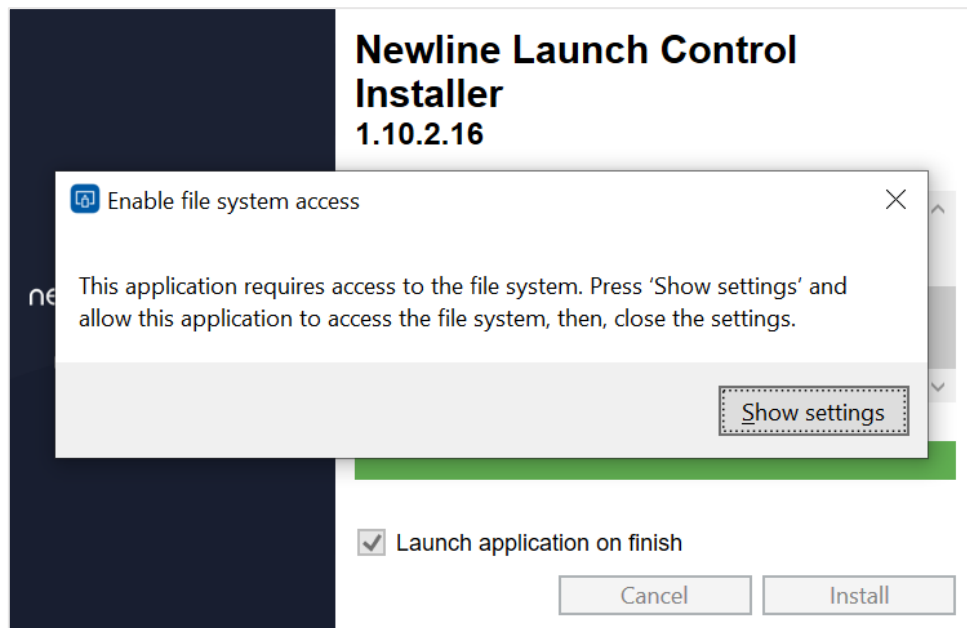 Newline Launch Control
Installer
1.10.2.16
Enable file system access
This application requires access to the file system. Press ‘Show settings’ and
allow this application to access the file system, then, close the settings.
Show settings
Launch application on finish
Cancel
Install